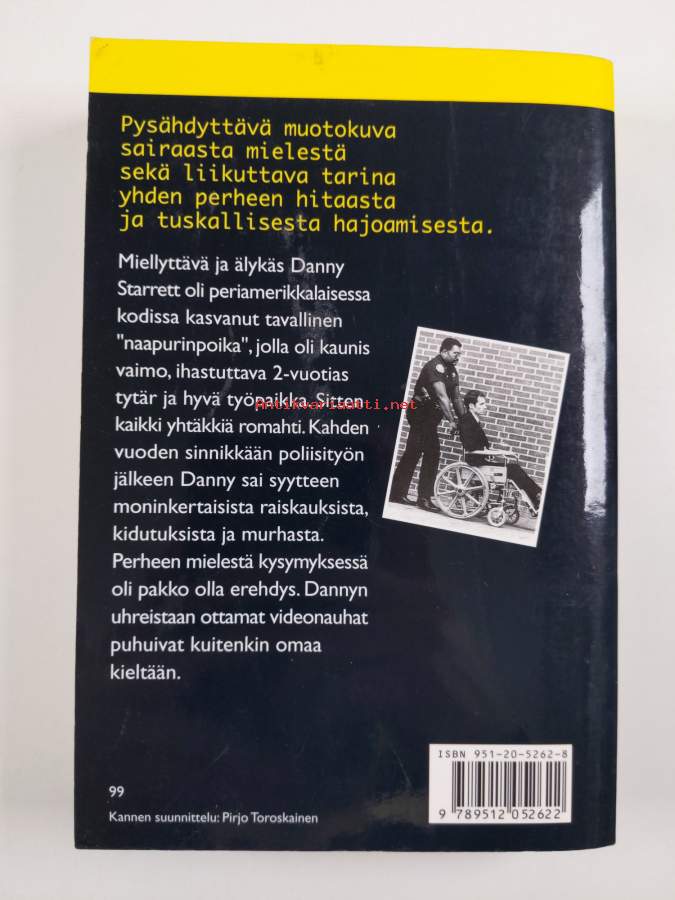 Pysähdyttävä muotokuva
sairaasta mielestä
sekä liikuttava tarina
yhden perheen hitaasta
ja tuskallisesta hajoamisesta.
Miellyttävä ja älykäs Danny
Starrett oli periamerikkalaisessa
kodissa kasvanut tavallinen
"naapurinpoika", jolla oli kaunis
vaimo, ihastuttava 2-vuotias
tytär ja hyvä työpaikka. Sitten
Antikvariaatti.net
kaikki yhtäkkiä romahti. Kahden
vuoden sinnikkään poliisityön
jälkeen Danny sai syytteen
moninkertaisista raiskauksista,
kidutuksista ja murhasta.
Perheen mielestä kysymyksessä
oli pakko olla erehdys. Dannyn
uhreistaan ottamat videonauhat
puhuivat kuitenkin omaa
kieltään.
ISBN 951-20-5262-8
9 789512 052622
99
Kannen suunnittelu: Pirjo Toroskainen